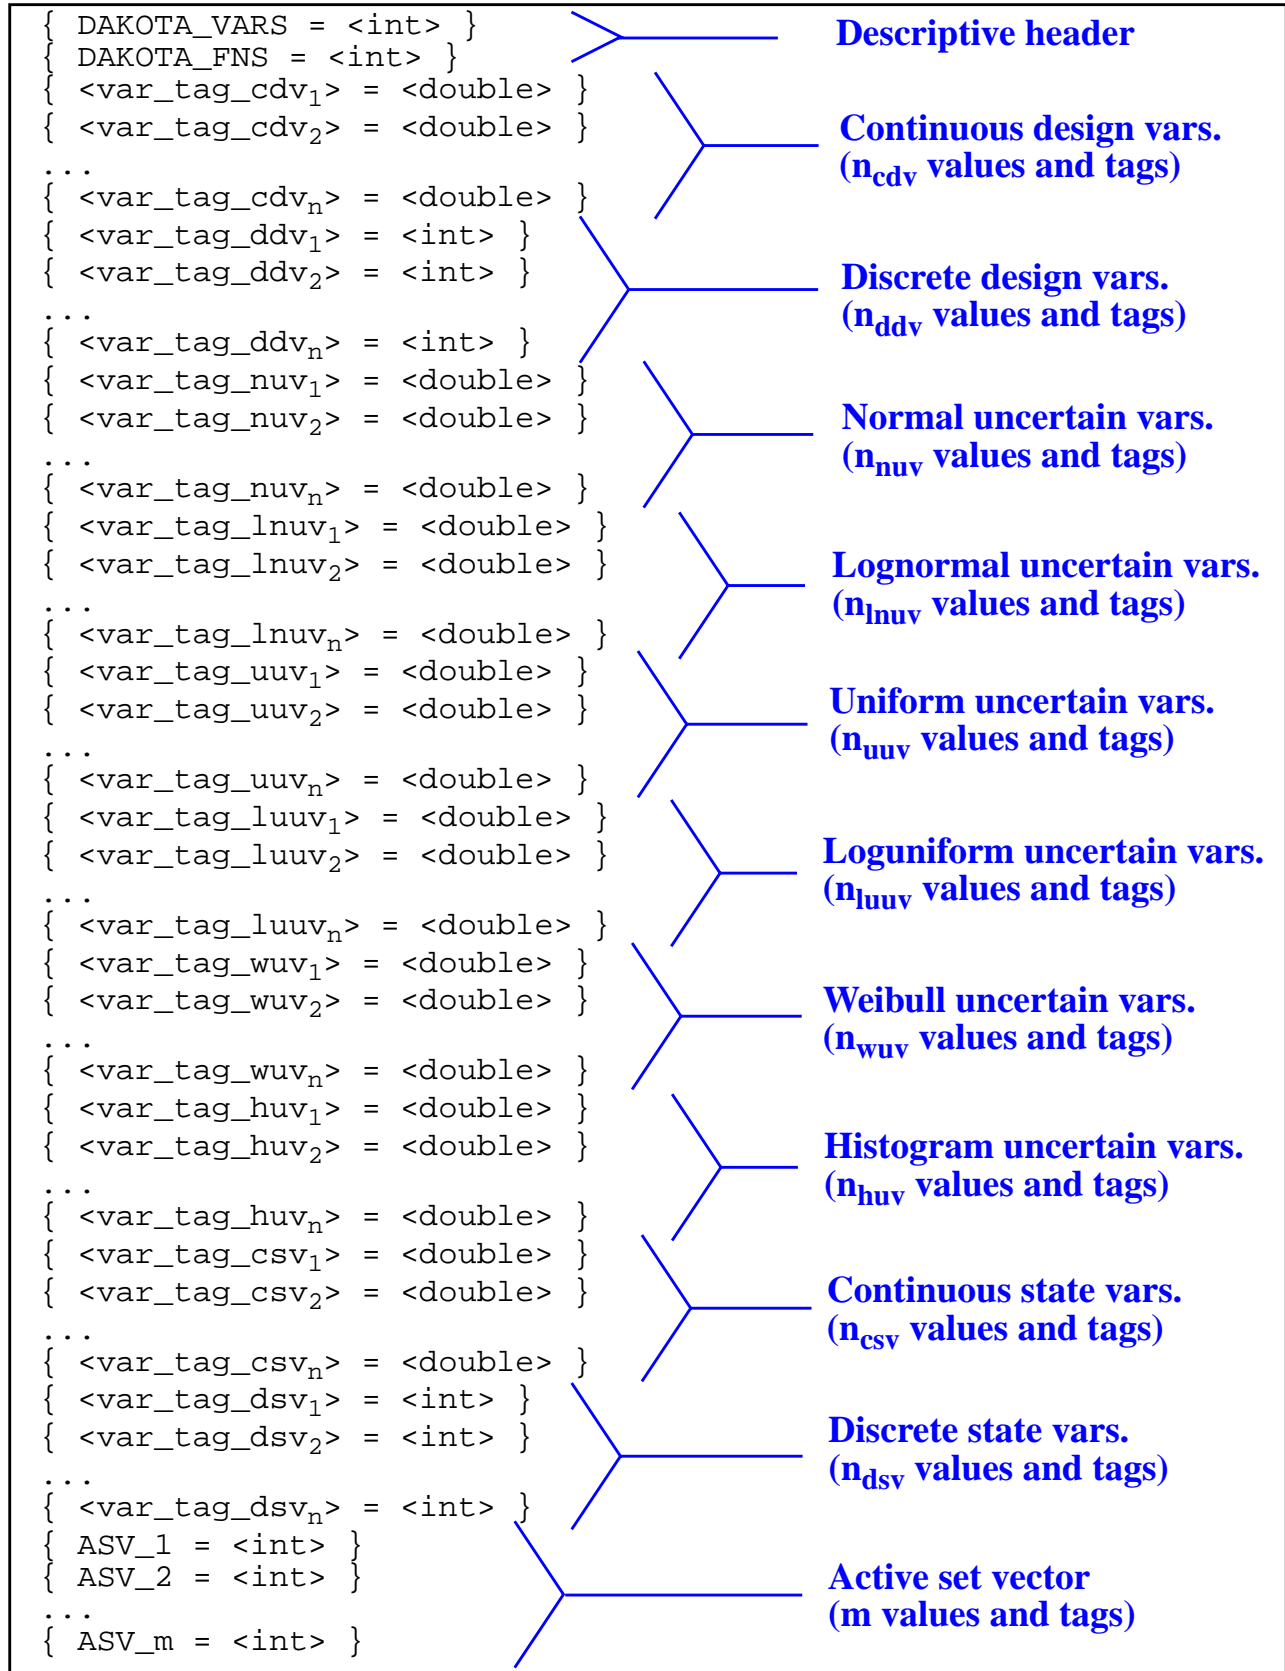 { DAKOTA_VARS = <int> }
{ DAKOTA_FNS = <int> }
Descriptive header
{ <var_tag_cdv1> = <double> }
{ <var_tag_cdv2> = <double> }
...
{ <var_tag_cdvn> = <double> }
Continuous design vars.
(ncdv values and tags)
{ <var_tag_ddv1> = <int> }
{ <var_tag_ddv2> = <int> }
...
{ <var_tag_ddvn> = <int> }
Discrete design vars.
(nddv values and tags)
{ <var_tag_nuv1> = <double> }
{ <var_tag_nuv2> = <double> }
...
{ <var_tag_nuvn> = <double> }
Normal uncertain vars.
(nnuv values and tags)
{ <var_tag_lnuv1> = <double> }
{ <var_tag_lnuv2> = <double> }
...
{ <var_tag_lnuvn> = <double> }
Lognormal uncertain vars.
(nlnuv values and tags)
{ <var_tag_uuv1> = <double> }
{ <var_tag_uuv2> = <double> }
...
{ <var_tag_uuvn> = <double> }
Uniform uncertain vars.
(nuuv values and tags)
{ <var_tag_luuv1> = <double> }
{ <var_tag_luuv2> = <double> }
...
{ <var_tag_luuvn> = <double> }
Loguniform uncertain vars.
(nluuv values and tags)
{ <var_tag_wuv1> = <double> }
{ <var_tag_wuv2> = <double> }
...
{ <var_tag_wuvn> = <double> }
Weibull uncertain vars.
(nwuv values and tags)
{ <var_tag_huv1> = <double> }
{ <var_tag_huv2> = <double> }
...
{ <var_tag_huvn> = <double> }
Histogram uncertain vars.
(nhuv values and tags)
{ <var_tag_csv1> = <double> }
{ <var_tag_csv2> = <double> }
...
{ <var_tag_csvn> = <double> }
Continuous state vars.
(ncsv values and tags)
{ <var_tag_dsv1> = <int> }
{ <var_tag_dsv2> = <int> }
...
{ <var_tag_dsvn> = <int> }
Discrete state vars.
(ndsv values and tags)
{ ASV_1 = <int> }
{ ASV_2 = <int> }
...
{ ASV_m = <int> }
Active set vector
(m values and tags)